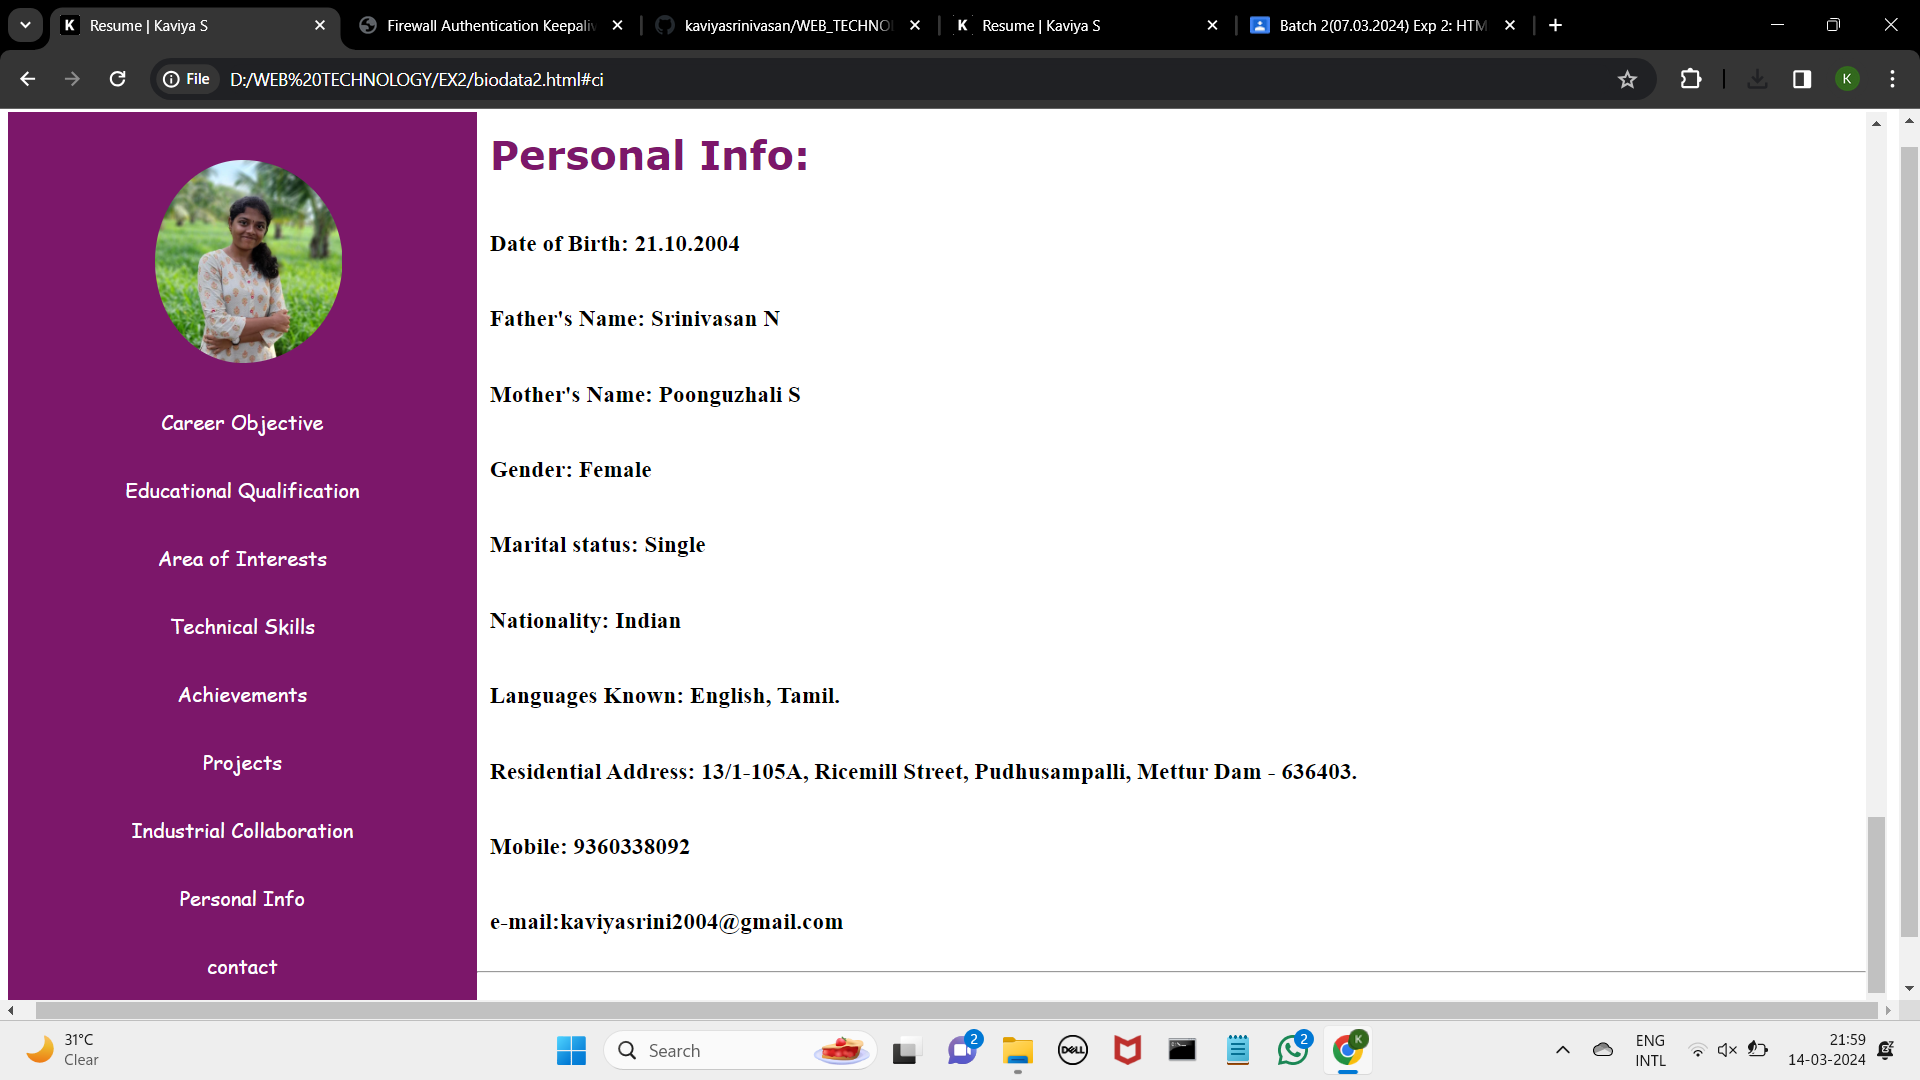 Resume | Kaviya S
Firewall Authentication Keepaliv
kaviyasrinivasan/WEB_TECHNO
Resume | Kaviya S
Batch 2(07.03.2024) Exp 2: HTM
File
D:/WEB%20TECHNOLOGY/EX2/biodata2.html#ci
K
Career Objective
Educational Qualification
Area of Interests
Technical Skills
Achievements
Projects
Industrial Collaboration
Personal Info
contact
Personal Info:
Date of Birth: 21.10.2004
Father's Name: Srinivasan N
Mother's Name: Poonguzhali S
Gender: Female
Marital status: Single
Nationality: Indian
Languages Known: English, Tamil.
Residential Address: 13/1-105A, Ricemill Street, Pudhusampalli, Mettur Dam - 636403.
Mobile: 9360338092
e-mail:kaviyasrini2004@gmail.com
31°C
Clear
Search
2
DELL
2
K
ENG
INTL
21:59
14-03-2024